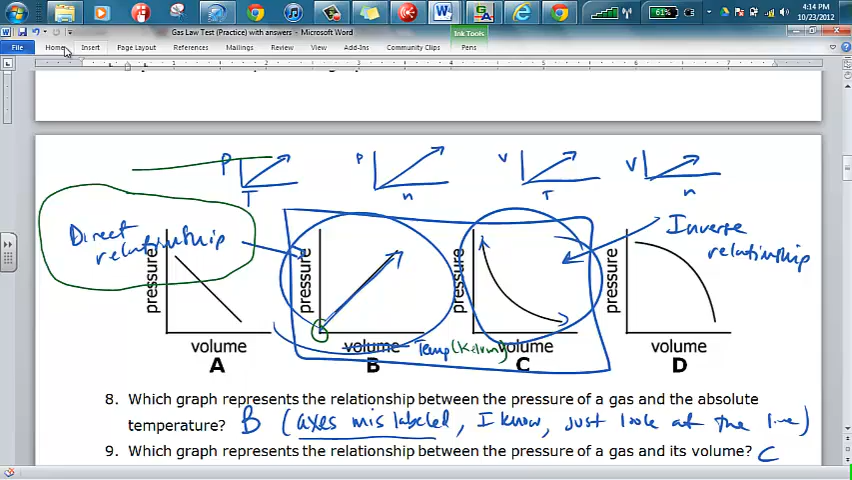 4:14 PM
61%
10/23/2012
Gas Law Test (Practice) with answers - Microsoft Word
Ink Tools
File Home Insert Page Layout References Mailings Review View Add-Ins Community Clips Pens
P T
P n
V T
V n
Direct relationship
Inverse relationship
pressure pressure pressure pressure
volume volume Temp (Kelvin) volume volume
A B C D
8. Which graph represents the relationship between the pressure of a gas and the absolute
temperature? B (axes mislabeled, I know, just look at the line)
9. Which graph represents the relationship between the pressure of a gas and its volume? C